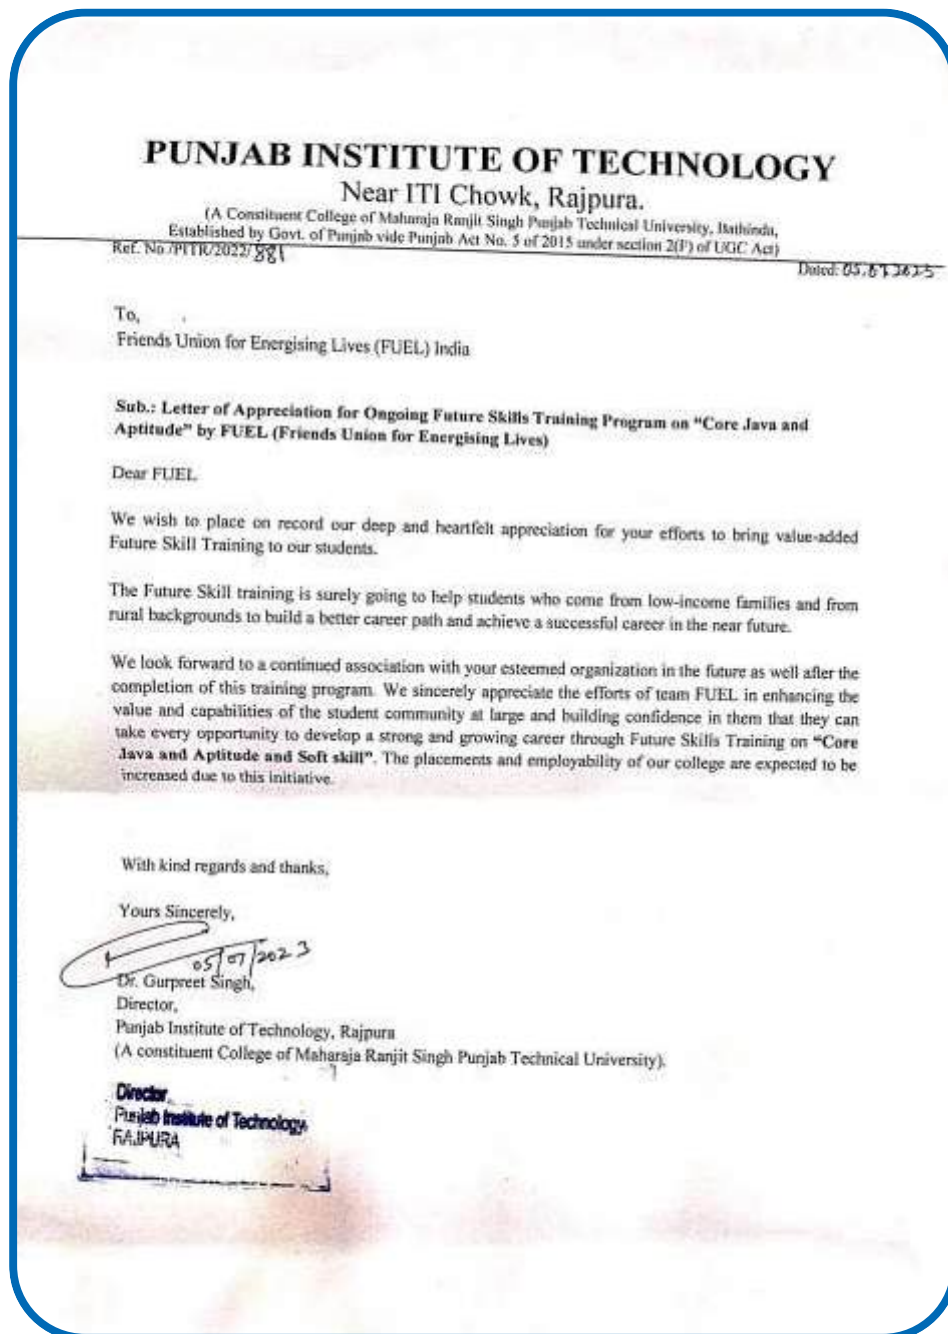 PUNJAB INSTITUTE OF TECHNOLOGY
Near ITI Chowk, Rajpura.
(A Constituent College of Maharaja Ranjit Singh Punjab Technical University, Bathinda,
Established by Govt. of Punjab vide Punjab Act No. 5 of 2015 under section 2(F) of UGC Act)
Ref. No./PITR/2022/881
Dated:
To,
Friends Union for Energising Lives (FUEL) India
Sub.: Letter of Appreciation for Ongoing Future Skills Training Program on “Core Java and
Aptitude” by FUEL (Friends Union for Energising Lives)
Dear FUEL
We wish to place on record our deep and heartfelt appreciation for your efforts to bring value-added
Future Skill Training to our students.
The Future Skill training is surely going to help students who come from low-income families and from
rural backgrounds to build a better career path and achieve a successful career in the near future.
We look forward to a continued association with your esteemed organization in the future as well after the
completion of this training program. We sincerely appreciate the efforts of team FUEL in enhancing the
value and capabilities of the student community at large and building confidence in them that they can
take every opportunity to develop a strong and growing career through Future Skills Training on “Core
Java and Aptitude and Soft skill”. The placements and employability of our college are expected to be
increased due to this initiative.
With kind regards and thanks,
Yours Sincerely,
05/07/2023
Dr. Gurpreet Singh,
Director,
Punjab Institute of Technology, Rajpura
(A constituent College of Maharaja Ranjit Singh Punjab Technical University).
Director
Punjab Institute of Technology,
RAJPURA